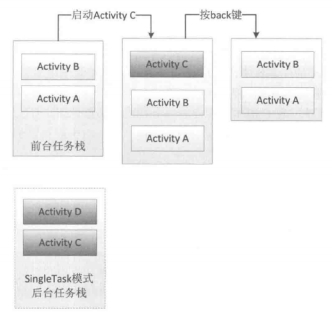 启动Activity C
按back键
Activity B
Activity A
前台任务栈
Activity C
Activity B
Activity A
Activity B
Activity A
Activity D
Activity C
SingleTask模式
后台任务栈